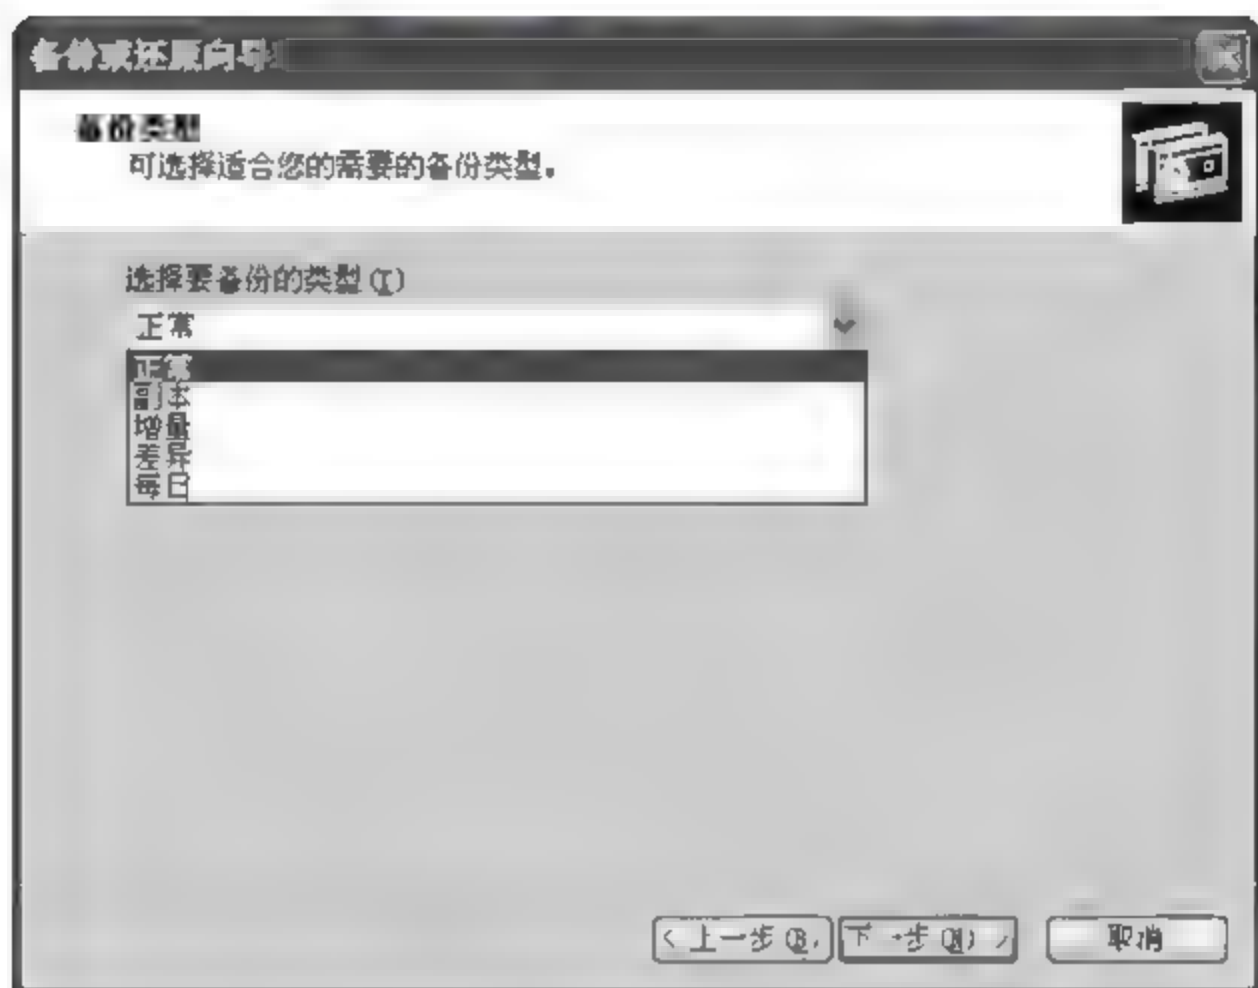 备份或还原向导
备份类型
可选择适合您的需要的备份类型。
选择要备份的类型(T)
正常
正常
副本
增量
差异
每日
<上一步(B) 下一步(N) > 取消